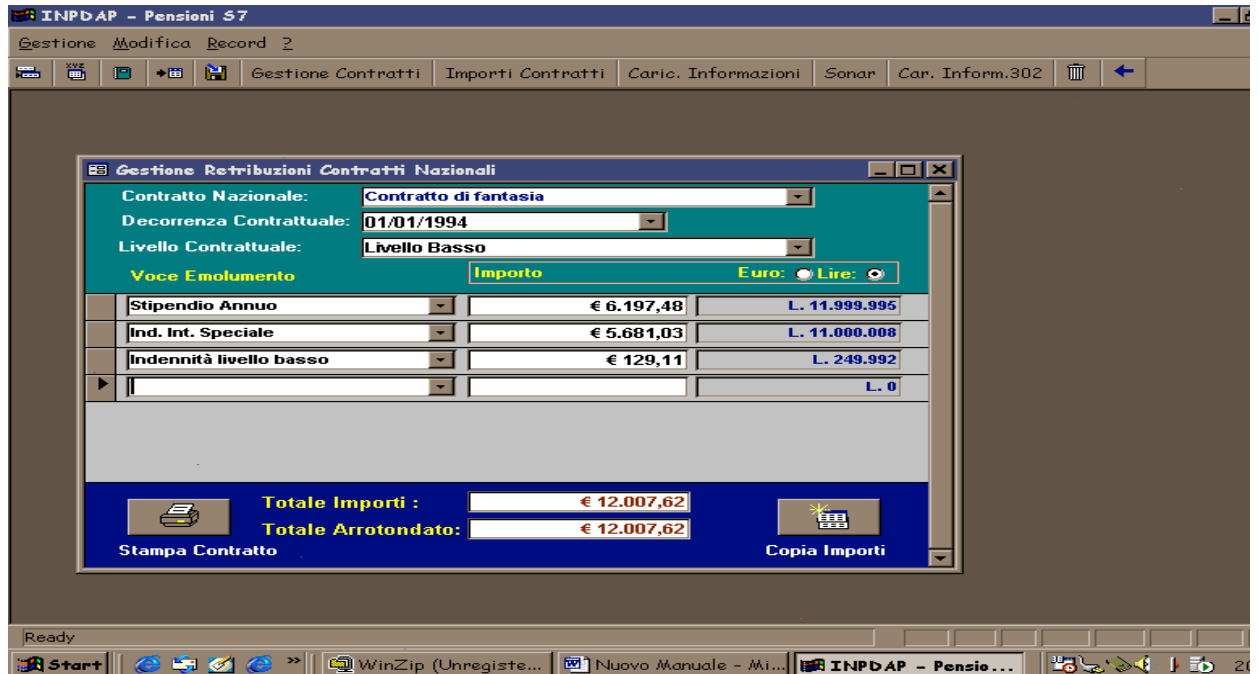 INPDAP - Pensioni S7
Gestione Modifica Record ?
XYZ Gestione Contratti Importi Contratti Caric. Informazioni Sonar Car. Inform.302
Gestione Retribuzioni Contratti Nazionali
Contratto Nazionale: Contratto di fantasia
Decorrenza Contrattuale: 01/01/1994
Livello Contrattuale: Livello Basso
Voce Emolumento Importo Euro: Lire:
Stipendio Annuo € 6.197,48 L. 11.999.995
Ind. Int. Speciale € 5.681,03 L. 11.000.008
Indennità livello basso € 129,11 L. 249.992
L. 0
Totale Importi : € 12.007,62
Totale Arrotondato: € 12.007,62
Stampa Contratto Copia Importi
Ready
Start » WinZip (Unregiste... Nuovo Manuale - Mi... INPDAP - Pensio...